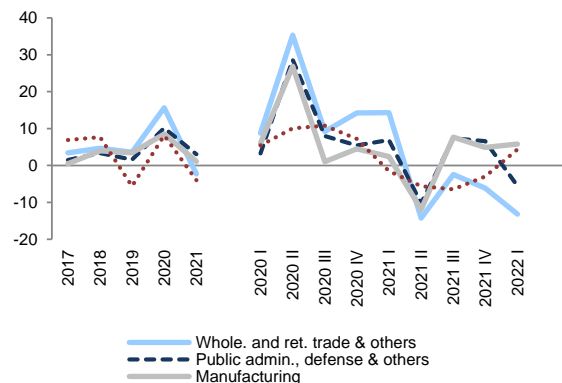 40
30
20
10
0
-10
-20
2017
2018
2019
2020
2021
2020 I
2020 II
2020 III
2020 IV
2021 I
2021 II
2021 III
2021 IV
2022 I
Whole. and ret. trade & others
Public admin., defense & others
Manufacturing